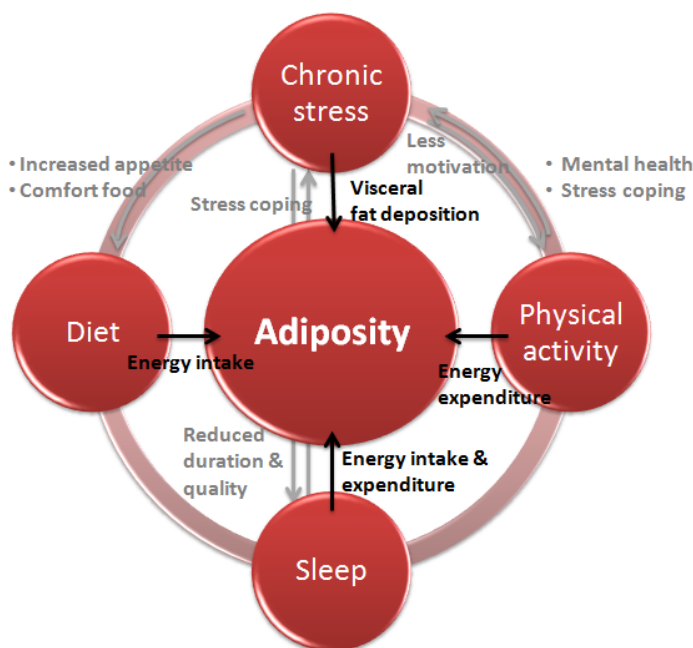 Chronic
stress
• Increased appetite
• Comfort food
Stress coping
Less
motivation
• Mental health
• Stress coping
Visceral
fat deposition
Diet
Energy intake
Adiposity
Physical
activity
Energy
expenditure
Reduced
duration &
quality
Energy intake &
expenditure
Sleep